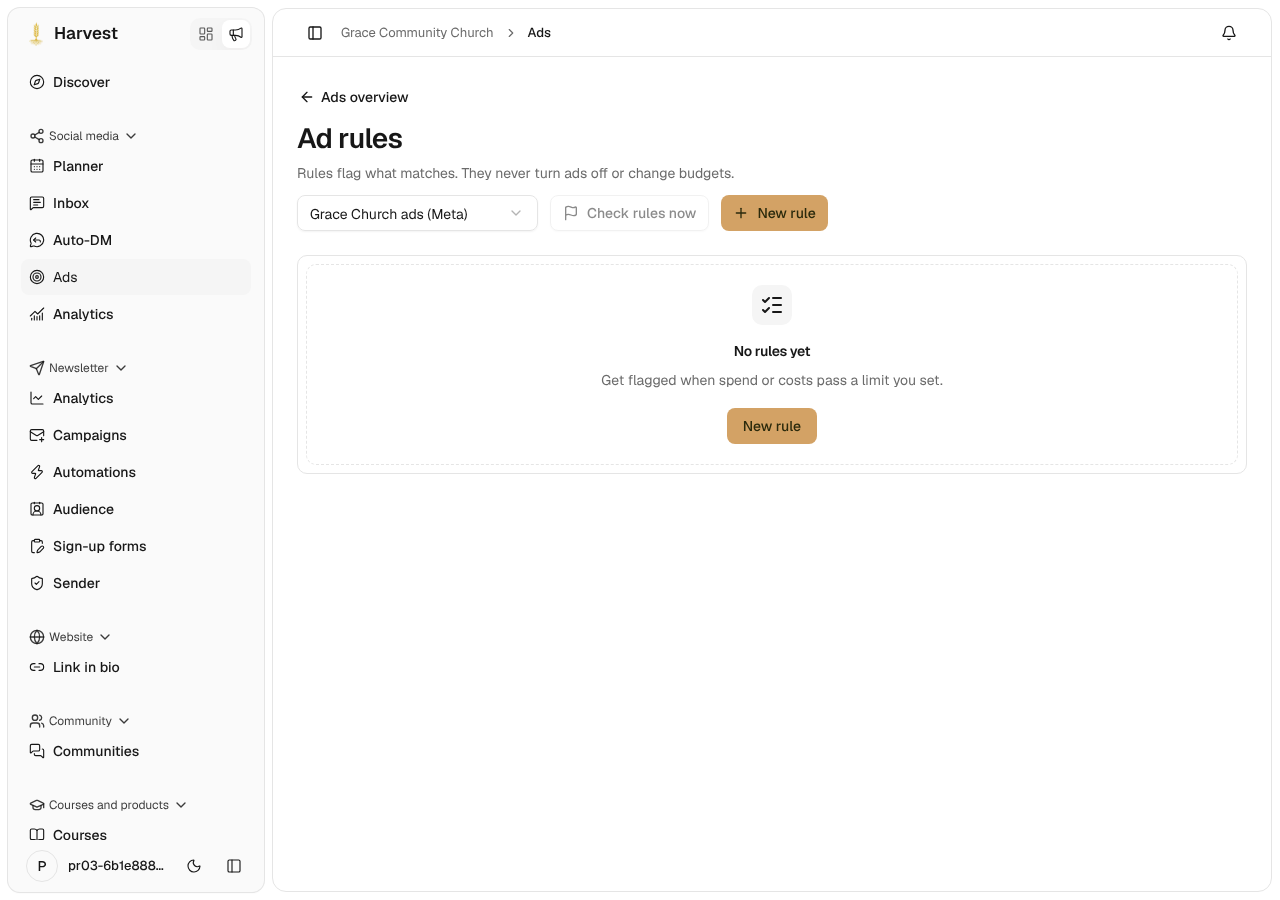 Harvest
Discover
Social media
Planner
Inbox
Auto-DM
Ads
Analytics
Newsletter
Analytics
Campaigns
Automations
Audience
Sign-up forms
Sender
Website
Link in bio
Community
Communities
Courses and products
Courses
P
pr03-6b1e888...
Grace Community Church
Ads
Ads overview
Ad rules
Rules flag what matches. They never turn ads off or change budgets.
Grace Church ads (Meta)
Check rules now
New rule
No rules yet
Get flagged when spend or costs pass a limit you set.
New rule